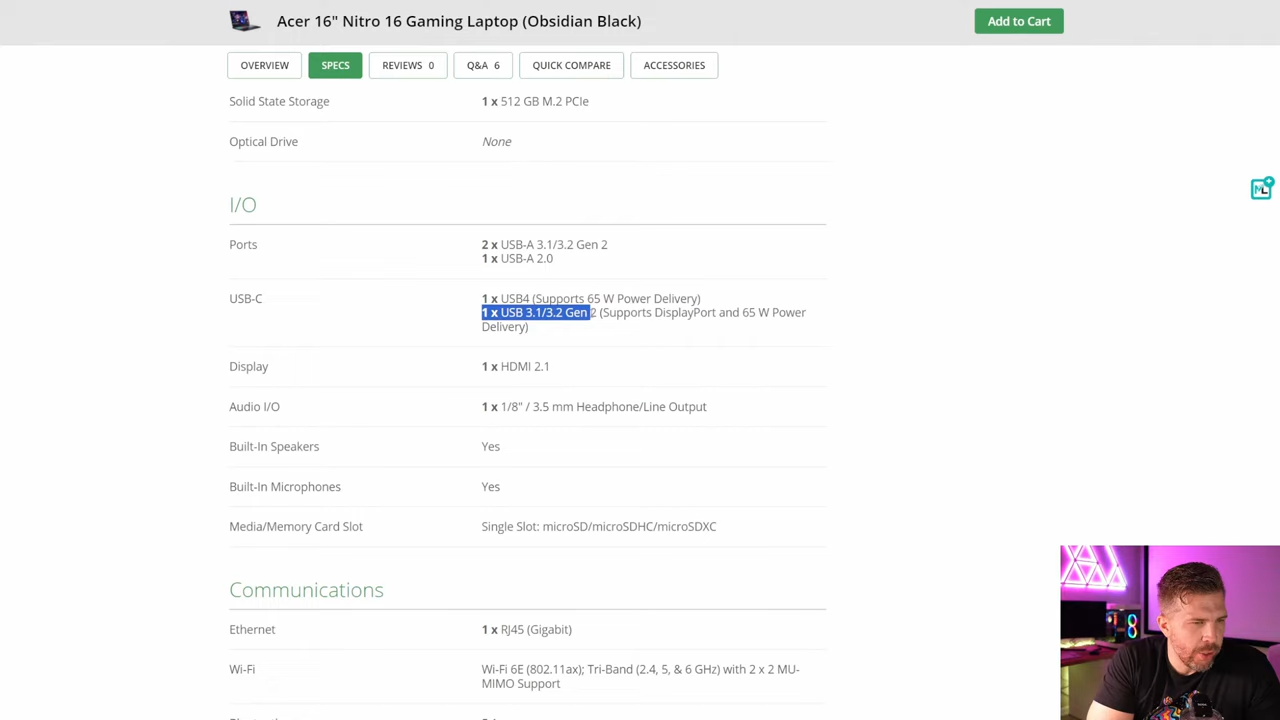 Acer 16" Nitro 16 Gaming Laptop (Obsidian Black)
Add to Cart
OVERVIEW
SPECS
REVIEWS 0
Q&A 6
QUICK COMPARE
ACCESSORIES
Solid State Storage
1 x 512 GB M.2 PCIe
Optical Drive
None
I/O
Ports
2 x USB-A 3.1/3.2 Gen 2
1 x USB-A 2.0
USB-C
1 x USB4 (Supports 65 W Power Delivery)
1 x USB 3.1/3.2 Gen 2 (Supports DisplayPort and 65 W Power
Delivery)
Display
1 x HDMI 2.1
Audio I/O
1 x 1/8" / 3.5 mm Headphone/Line Output
Built-In Speakers
Yes
Built-In Microphones
Yes
Media/Memory Card Slot
Single Slot: microSD/microSDHC/microSDXC
Communications
Ethernet
1 x RJ45 (Gigabit)
Wi-Fi
Wi-Fi 6E (802.11ax); Tri-Band (2.4, 5, & 6 GHz) with 2 x 2 MU-
MIMO Support